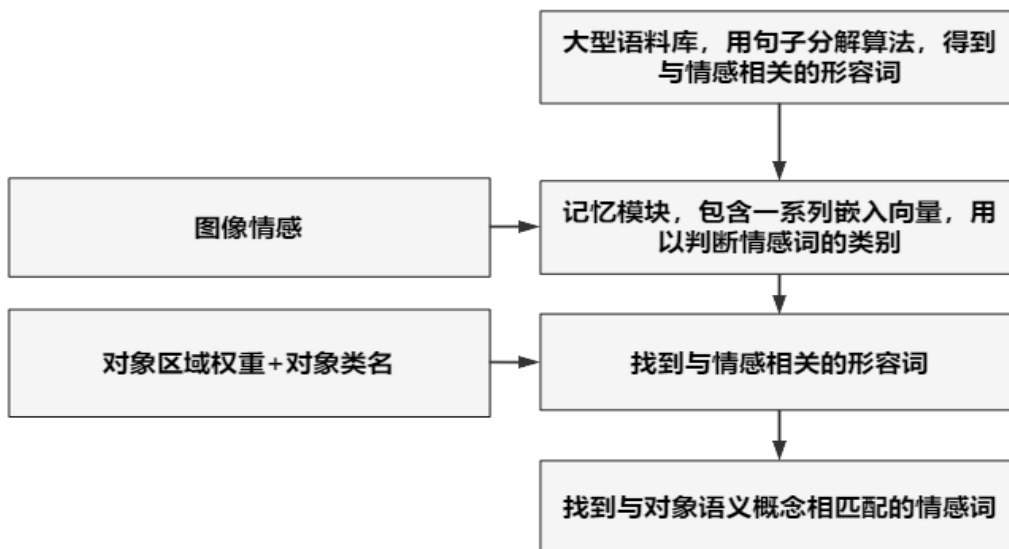 大型语料库，用句子分解算法，得到
与情感相关的形容词
图像情感
记忆模块，包含一系列嵌入向量，用
以判断情感词的类别
对象区域权重+对象类名
找到与情感相关的形容词
找到与对象语义概念相匹配的情感词